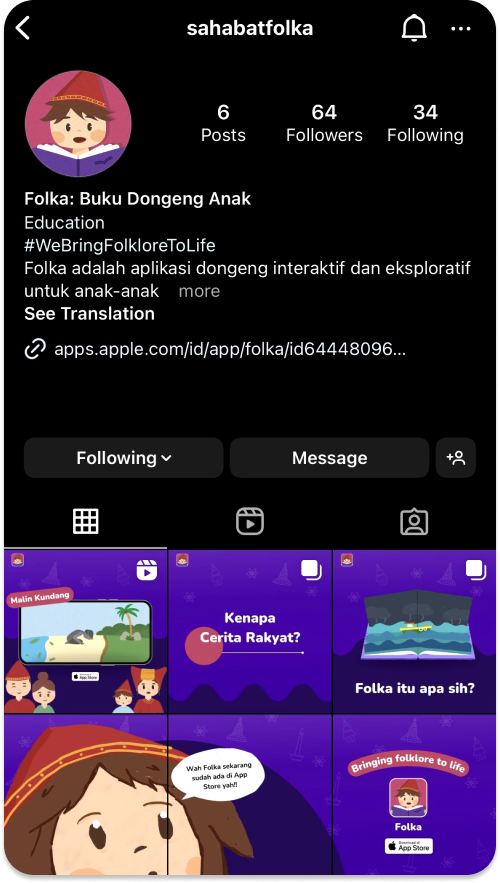 sahabatfolka
6
Posts
64
Followers
34
Following
Folka: Buku Dongeng Anak
Education
#WeBringFolkloreToLife
Folka adalah aplikasi dongeng interaktif dan eksploratif
untuk anak-anak more
See Translation
apps.apple.com/id/app/folka/id64448096...
Following
Message
Malin Kundang
App Store
Kenapa
Cerita Rakyat?
Folka itu apa sih?
Wah Folka sekarang
sudah ada di App
Store yah!!
Bringing folklore to life
Folka
Download di
App Store